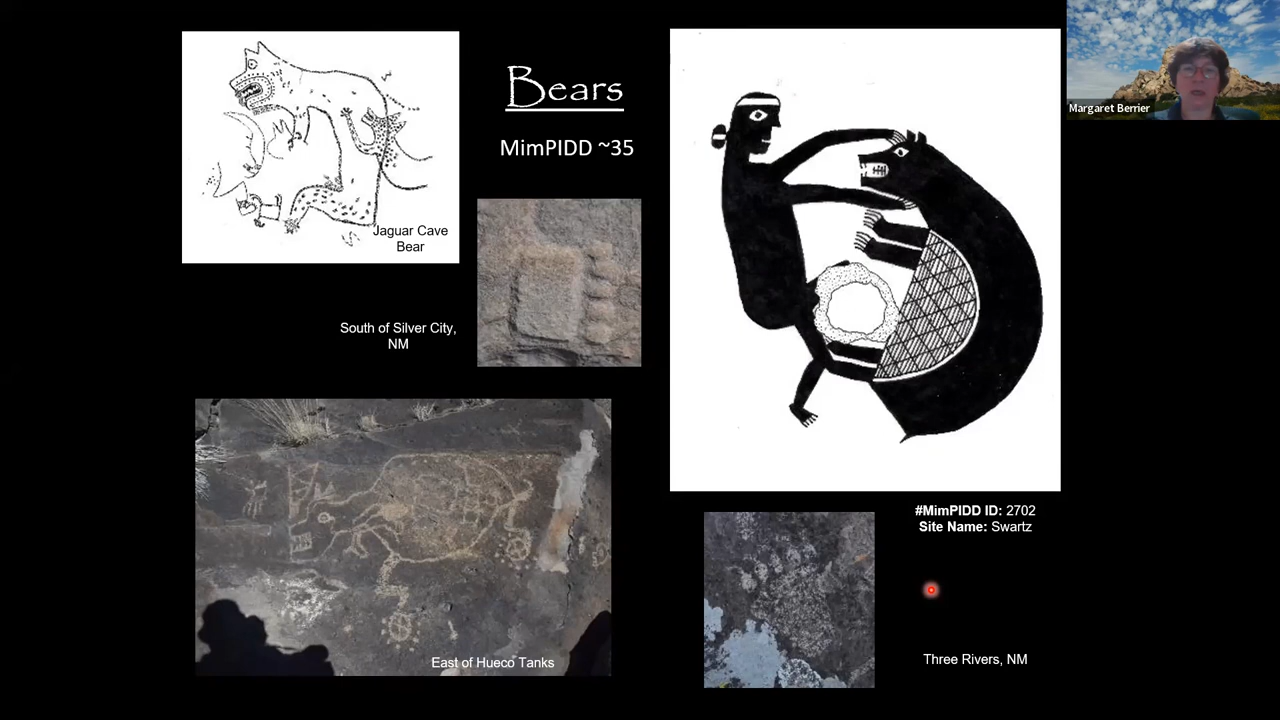 Bears
MimPIDD ~35
Margaret Berrier
Jaguar Cave
Bear
South of Silver City,
NM
East of Hueco Tanks
#MimPIDD ID: 2702
Site Name: Swartz
Three Rivers, NM